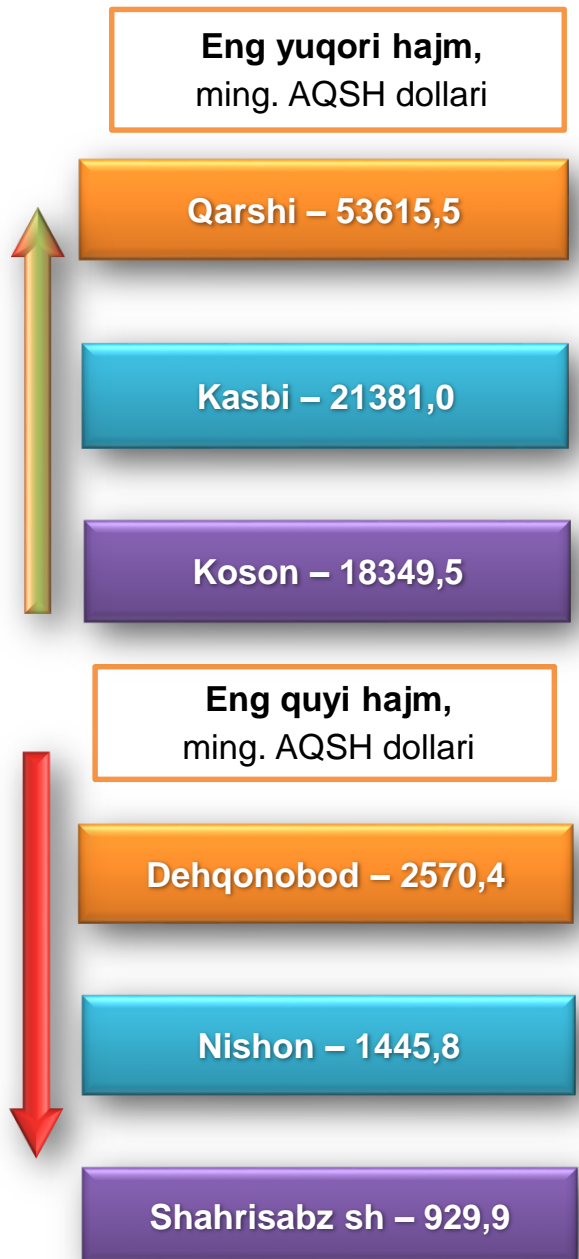 Eng yuqori hajm,
ming. AQSH dollari
Qarshi – 53615,5
Kasbi – 21381,0
Koson – 18349,5
Eng quyi hajm,
ming. AQSH dollari
Dehqonobod – 2570,4
Nishon – 1445,8
Shahrisabz sh – 929,9